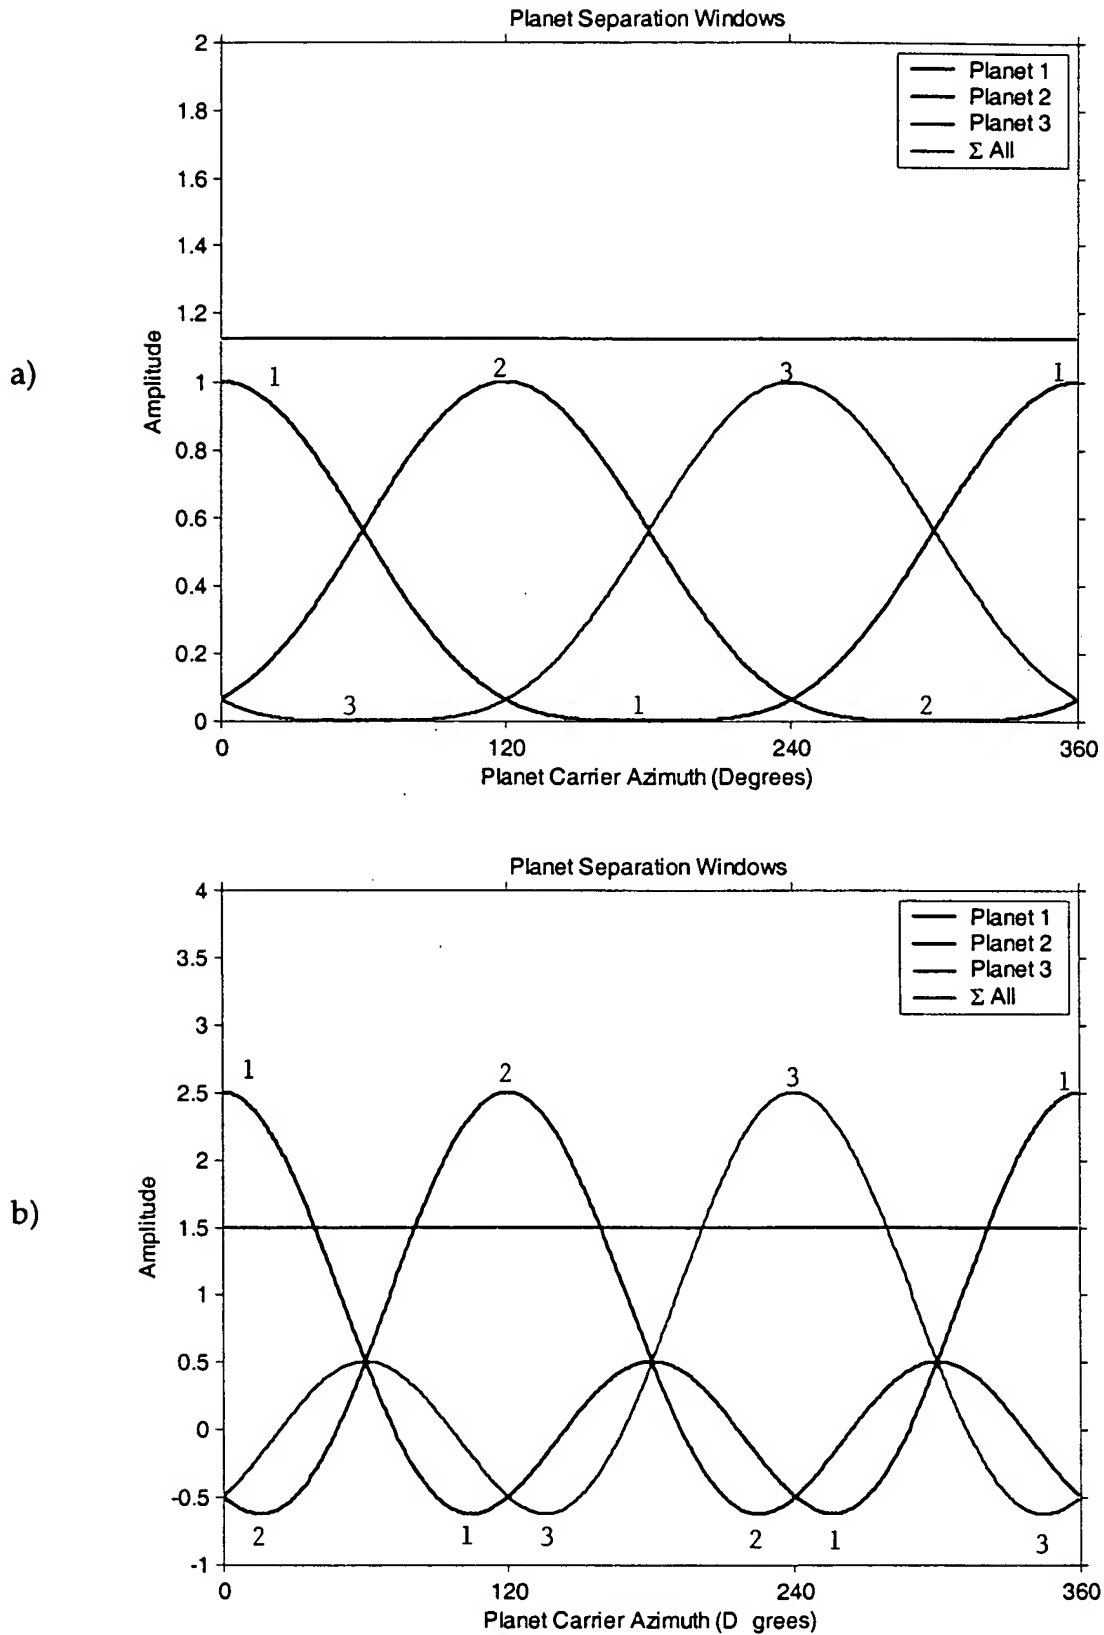 Planet Separation Windows
2
1.8
1.6
1.4
1.2
1
0.8
0.6
0.4
0.2
0
Amplitude
a)
Planet 1
Planet 2
Planet 3
Σ All
1
2
3
1
3
1
2
0
120
240
360
Planet Carrier Azimuth (Degrees)
Planet Separation Windows
4
3.5
3
2.5
2
1.5
1
0.5
0
-0.5
-1
Amplitude
b)
Planet 1
Planet 2
Planet 3
Σ All
1
2
3
1
2
1
3
2
1
3
0
120
240
360
Planet Carrier Azimuth (D grees)